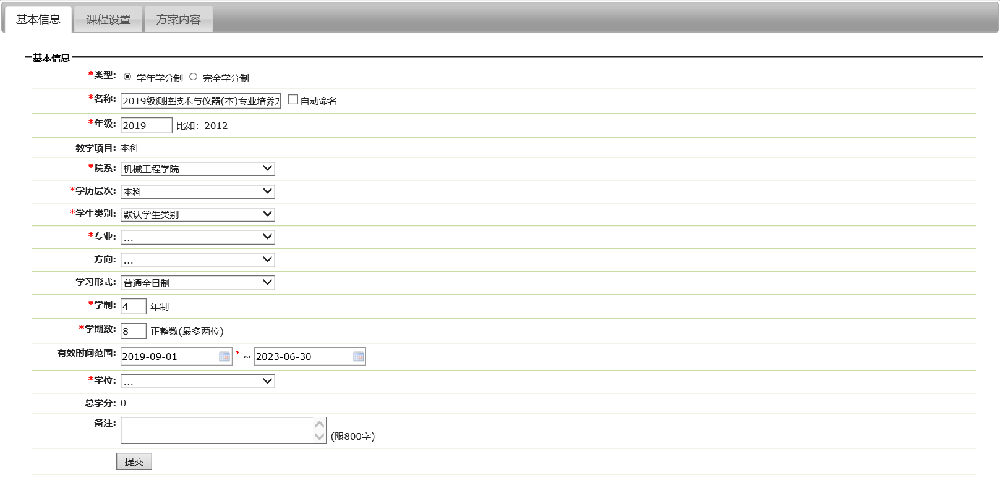 基本信息 课程设置 方案内容
基本信息
*类型: 学年学分制 完全学分制
*名称: 2019级测控技术与仪器(本)专业培养 自动命名
*年级: 2019 比如：2012
教学项目: 本科
*院系: 机械工程学院
*学历层次: 本科
*学生类别: 默认学生类别
*专业: ...
方向: ...
学习形式: 普通全日制
*学制: 4 年制
*学期数: 8 正整数(最多两位)
有效时间范围: 2019-09-01 * ~ 2023-06-30
*学位: ...
总学分: 0
备注: (限800字)
提交